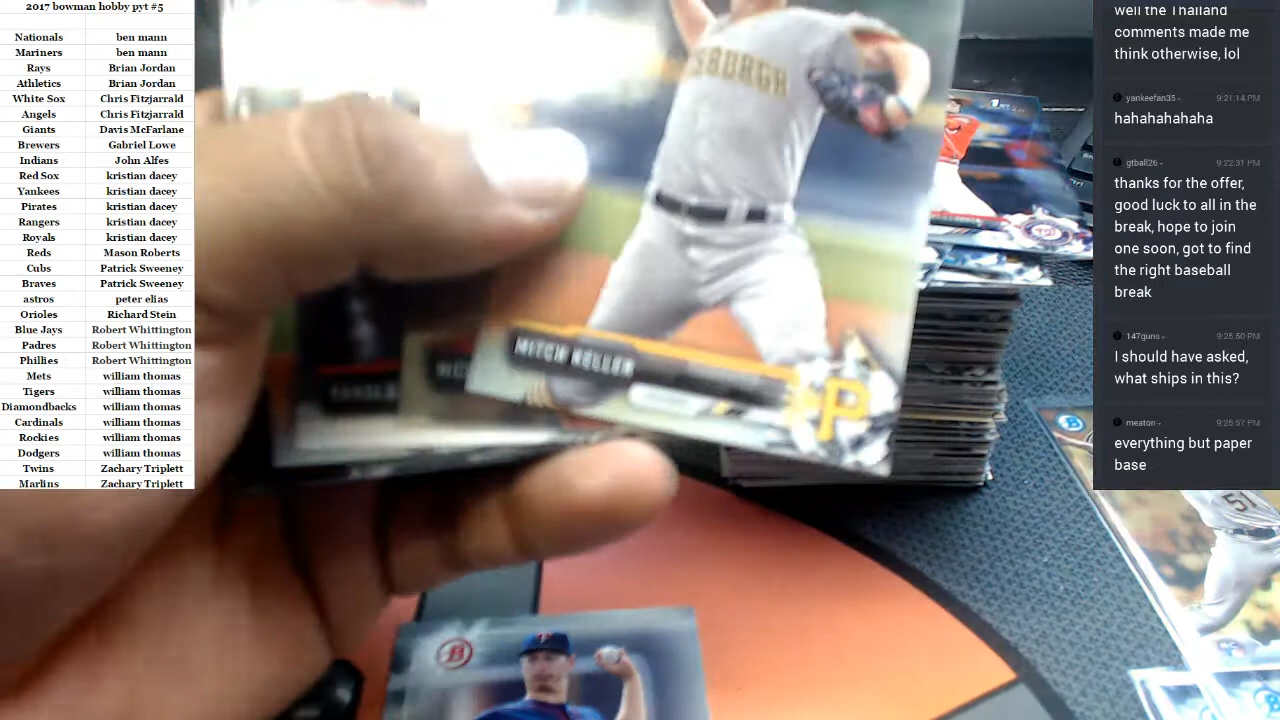 2017 bowman hobby pyt #5
Nationals ben mann
Mariners ben mann
Rays Brian Jordan
Athletics Brian Jordan
White Sox Chris Fitzjarrald
Angels Chris Fitzjarrald
Giants Davis McFarlane
Brewers Gabriel Lowe
Indians John Alfes
Red Sox kristian dacey
Yankees kristian dacey
Pirates kristian dacey
Rangers kristian dacey
Royals kristian dacey
Reds Mason Roberts
Cubs Patrick Sweeney
Braves Patrick Sweeney
astros peter elias
Orioles Richard Stein
Blue Jays Robert Whittington
Padres Robert Whittington
Phillies Robert Whittington
Mets william thomas
Tigers william thomas
Diamondbacks william thomas
Cardinals william thomas
Rockies william thomas
Dodgers william thomas
Twins Zachary Triplett
Marlins Zachary Triplett
MITCH KELLER
P
B
51
well the Thailand
comments made me
think otherwise, lol
yankeefan35 - 9:21:14 PM
hahahahahaha
gtball26 - 9:22:31 PM
thanks for the offer,
good luck to all in the
break, hope to join
one soon, got to find
the right baseball
break
147guns - 9:25:50 PM
I should have asked,
what ships in this?
meaton - 9:25:57 PM
everything but paper
base